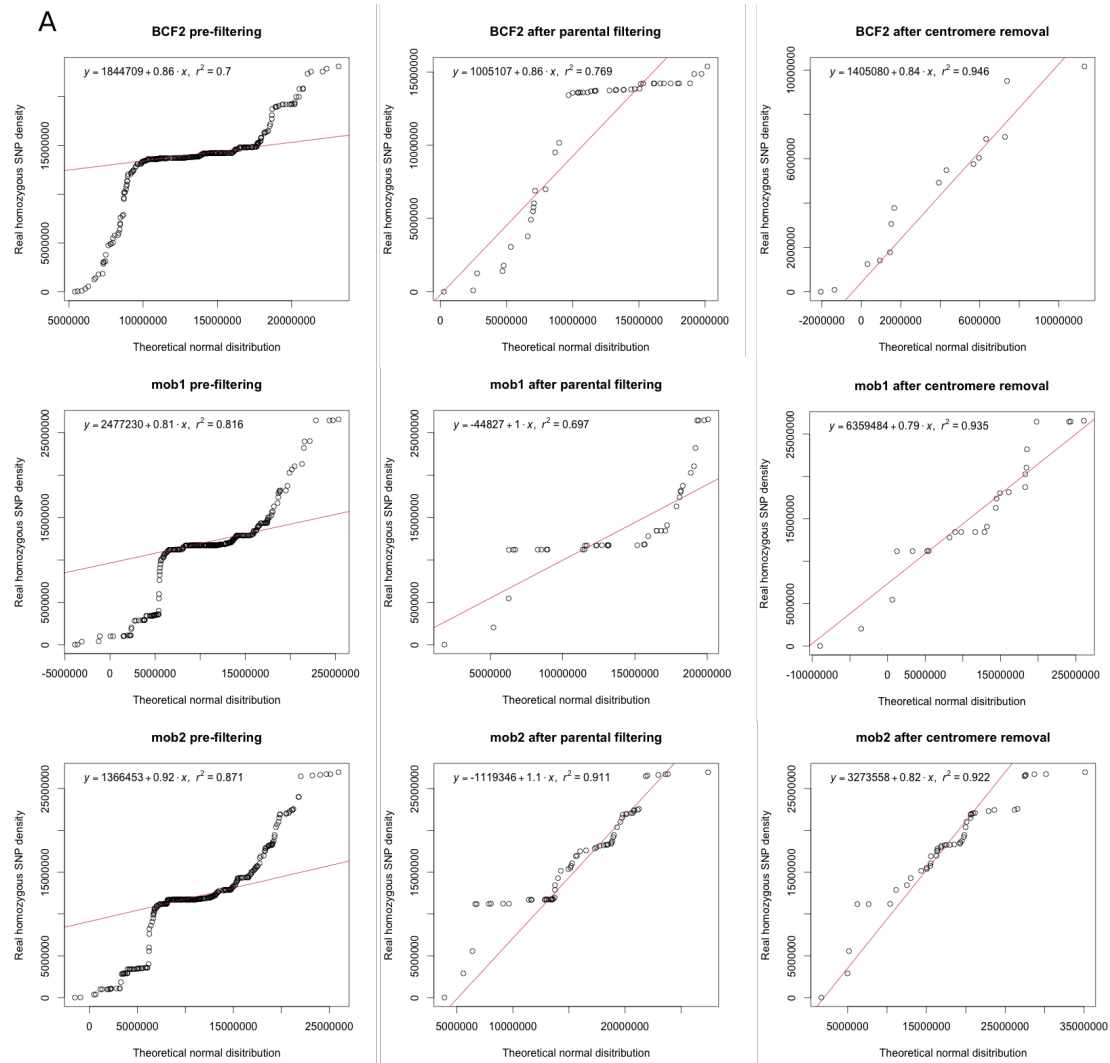 A
BCF2 pre-filtering
y = 1844709 + 0.86 · x, r² = 0.7
Real homozygous SNP density
0 5000000 15000000
5000000 10000000 15000000 20000000
Theoretical normal disitribution
BCF2 after parental filtering
y = 1005107 + 0.86 · x, r² = 0.769
Real homozygous SNP density
0 5000000 10000000 15000000
0 5000000 10000000 15000000 20000000
Theoretical normal disitribution
BCF2 after centromere removal
y = 1405080 + 0.84 · x, r² = 0.946
Real homozygous SNP density
0 2000000 6000000 10000000
-2000000 0 2000000 6000000 10000000
Theoretical normal disitribution
mob1 pre-filtering
y = 2477230 + 0.81 · x, r² = 0.816
Real homozygous SNP density
0 5000000 15000000 25000000
-5000000 0 5000000 15000000 25000000
Theoretical normal disitribution
mob1 after parental filtering
y = -44827 + 1 · x, r² = 0.697
Real homozygous SNP density
0 5000000 15000000 25000000
5000000 10000000 15000000 20000000
Theoretical normal disitribution
mob1 after centromere removal
y = 6359484 + 0.79 · x, r² = 0.935
Real homozygous SNP density
0 5000000 15000000 25000000
-10000000 0 5000000 15000000 25000000
Theoretical normal disitribution
mob2 pre-filtering
y = 1366453 + 0.92 · x, r² = 0.871
Real homozygous SNP density
0 5000000 15000000 25000000
0 5000000 15000000 25000000
Theoretical normal disitribution
mob2 after parental filtering
y = -1119346 + 1.1 · x, r² = 0.911
Real homozygous SNP density
0 5000000 15000000 25000000
5000000 10000000 20000000
Theoretical normal disitribution
mob2 after centromere removal
y = 3273558 + 0.82 · x, r² = 0.922
Real homozygous SNP density
0 5000000 15000000 25000000
5000000 15000000 25000000 35000000
Theoretical normal disitribution